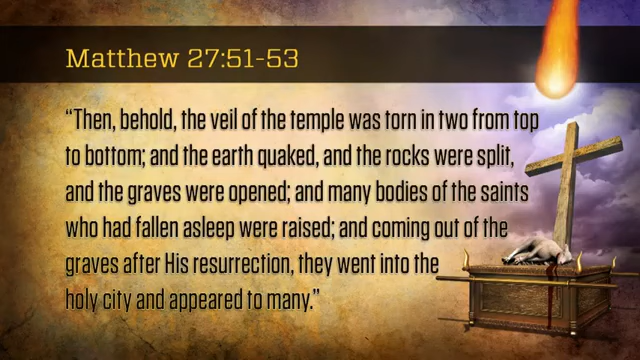 Matthew 27:51-53
“Then, behold, the veil of the temple was torn in two from top
to bottom; and the earth quaked, and the rocks were split,
and the graves were opened; and many bodies of the saints
who had fallen asleep were raised; and coming out of the
graves after His resurrection, they went into the
holy city and appeared to many.”